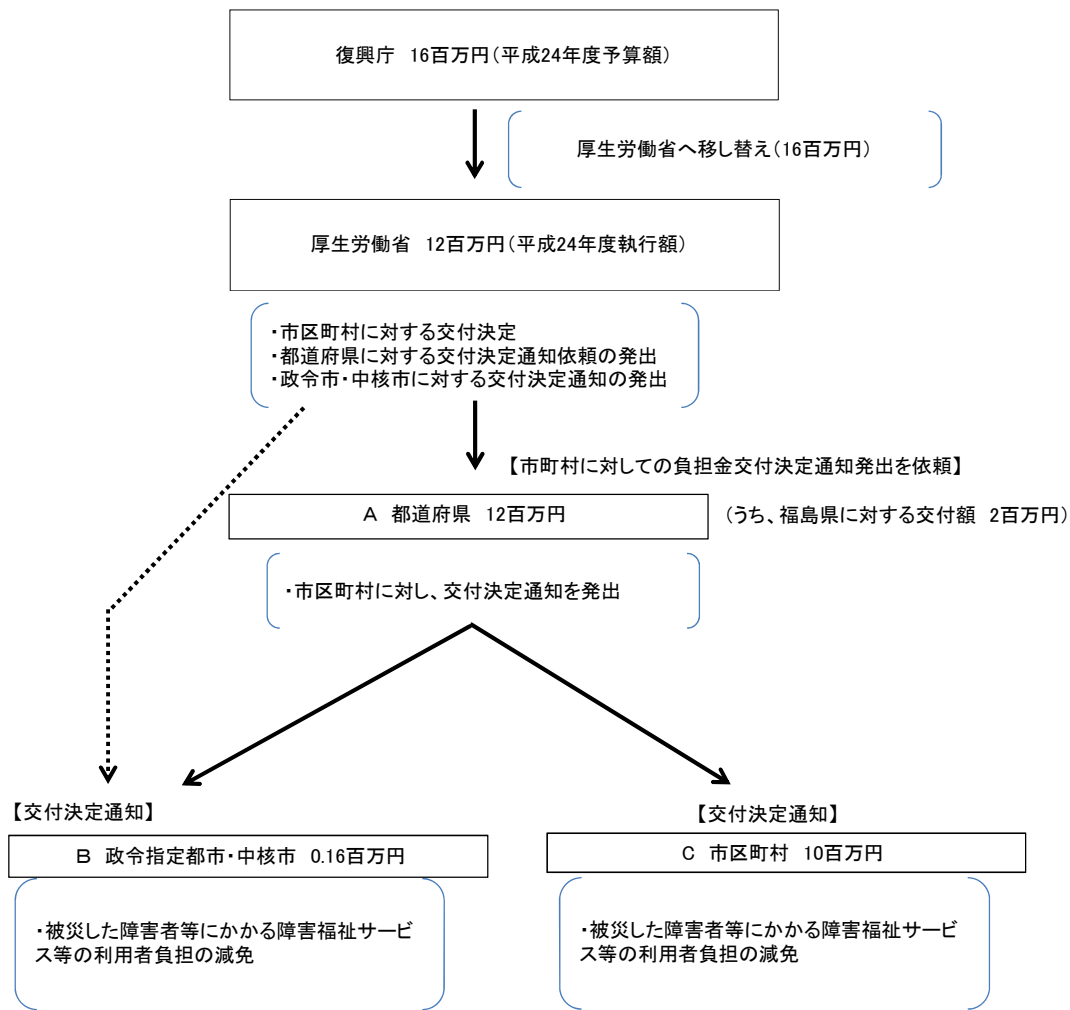 復興庁 16百万円（平成24年度予算額）
厚生労働省へ移し替え（16百万円）
厚生労働省 12百万円（平成24年度執行額）
・市区町村に対する交付決定
・都道府県に対する交付決定通知依頼の発出
・政令市・中核市に対する交付決定通知の発出
【市町村に対しての負担金交付決定通知発出を依頼】
A 都道府県 12百万円
（うち、福島県に対する交付額 2百万円）
・市区町村に対し、交付決定通知を発出
【交付決定通知】
【交付決定通知】
B 政令指定都市・中核市 0.16百万円
C 市区町村 10百万円
・被災した障害者等にかかる障害福祉サービ
ス等の利用者負担の減免
・被災した障害者等にかかる障害福祉サービ
ス等の利用者負担の減免